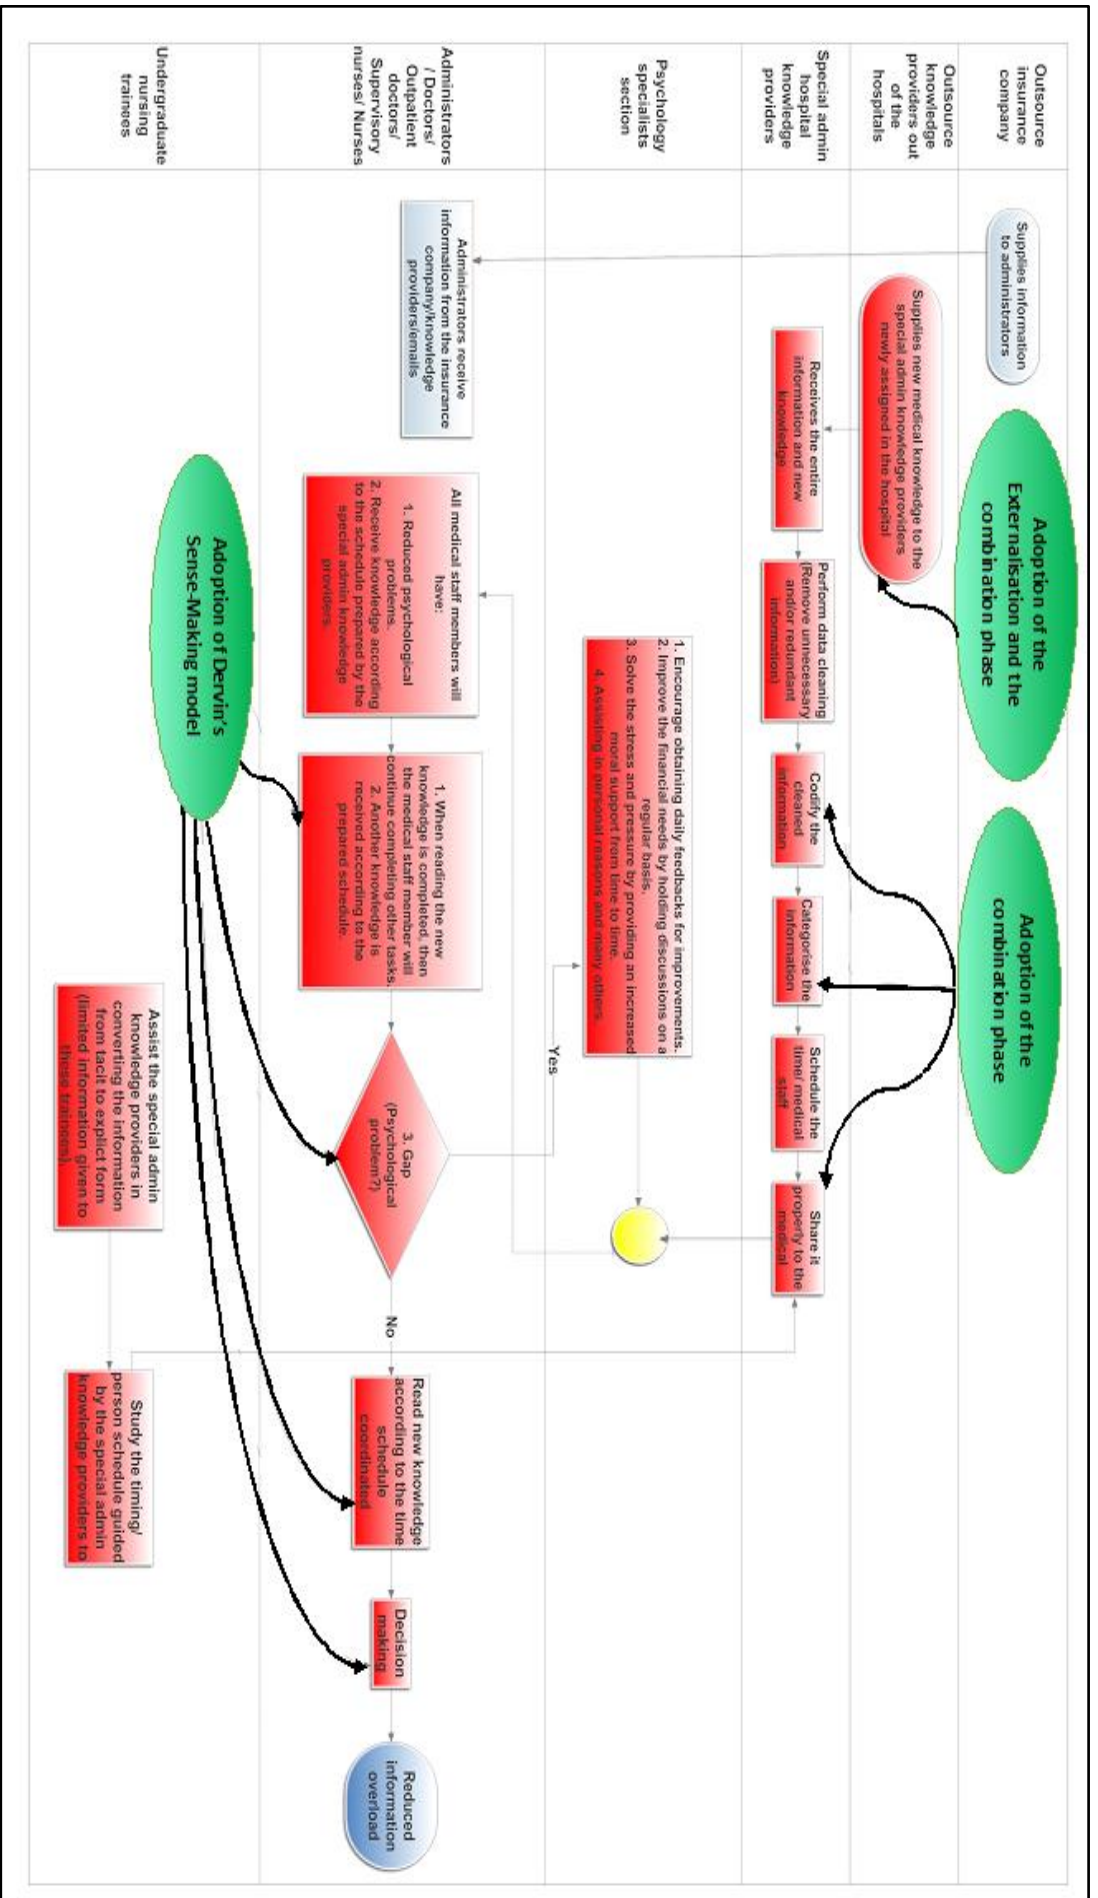 Outsource
insurance
company
Supplies information
to administrators
Adoption of the
Externalisation and the
combination phase
Adoption of the
combination phase
Outsource
knowledge
providers out
of the
hospitals
Supplies new medical knowledge to the
special admin knowledge providers
newly assigned in the hospital
Special admin
hospital
knowledge
providers
Receives the entire
information and new
knowledge
Perform data cleaning
(Remove unnecessary
and/or redundant
information)
Codify the
cleaned
information
Categorise the
information
Schedule the
time/ medical
staff
Share it
properly to the
medical
Psychology
specialists
section
1. Encourage obtaining daily feedbacks for improvements.
2. Improve the financial needs by holding discussions on a
regular basis.
3. Solve the stress and pressure by providing an increased
moral support from time to time.
4. Assisting in personal reasons and many others.
Yes
Administrators
/ Doctors/
Outpatient
doctors/
Supervisory
nurses/ Nurses
Administrators receive
information from the insurance
company/knowledge
providers/emails
All medical staff members will
have:
1. Reduced psychological
problems.
2. Receive knowledge according
to the schedule prepared by the
special admin knowledge
providers.
1. When reading the new
knowledge is completed, then
the medical staff member will
continue completing other tasks.
2. Another knowledge is
received according to the
prepared schedule.
3. Gap
(Psychological
problem?)
No
Read new knowledge
according to the time
schedule
coordinated
Decision
making
Reduced
information
overload
Undergraduate
nursing
trainees
Adoption of Dervin's
Sense-Making model
Assist the special admin
knowledge providers in
converting the information
from tacit to explict form
(limited information given to
these trainees).
Study the timing/
person schedule guided
by the special admin
knowledge providers to